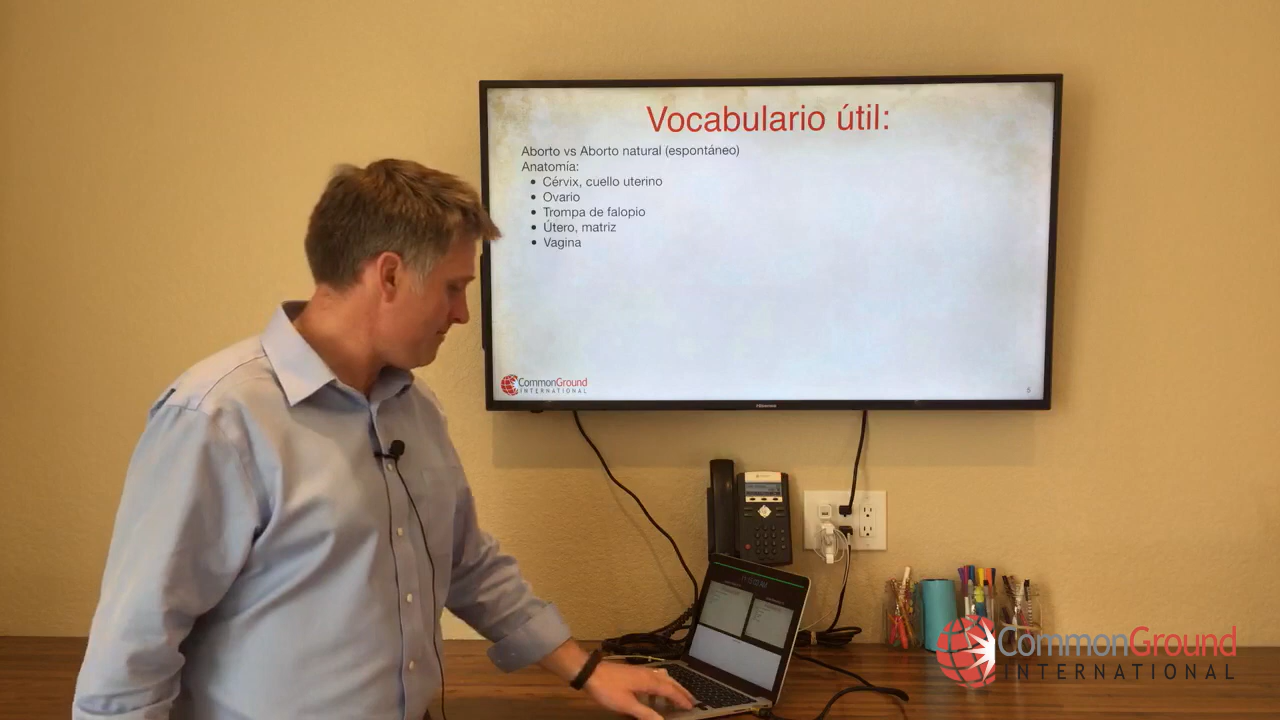 Vocabulario útil:
Aborto vs Aborto natural (espontáneo)
Anatomía:
• Cérvix, cuello uterino
• Ovario
• Trompa de falopio
• Útero, matriz
• Vagina
CommonGround
INTERNATIONAL
Hisense
CommonGround
INTERNATIONAL